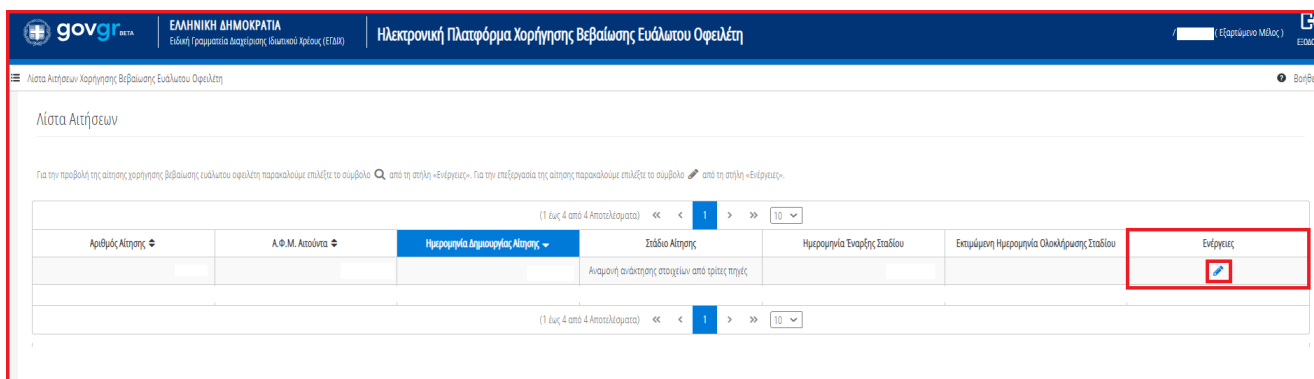 govgr BETA
ΕΛΛΗΝΙΚΗ ΔΗΜΟΚΡΑΤΙΑ
Ειδική Γραμματεία Διαχείρισης Ιδιωτικού Χρέους (ΕΓΔΙΧ)
Ηλεκτρονική Πλατφόρμα Χορήγησης Βεβαίωσης Ευάλωτου Οφειλέτη
/ ( Εξαρτώμενο Μέλος )
Λίστα Αιτήσεων Χορήγησης Βεβαίωσης Ευάλωτου Οφειλέτη
Λίστα Αιτήσεων
Για την προβολή της αίτησης χορήγησης βεβαίωσης ευάλωτου οφειλέτη παρακαλούμε επιλέξτε το σύμβολο από τη στήλη «Ενέργειες». Για την επεξεργασία της αίτησης παρακαλούμε επιλέξτε το σύμβολο από τη στήλη «Ενέργειες».
(1 έως 4 από 4 Αποτελέσματα) « < 1 > » 10
Αριθμός Αίτησης Α.Φ.Μ. Αιτούντα Ημερομηνία Δημιουργίας Αίτησης Στάδιο Αίτησης Ημερομηνία Έναρξης Σταδίου Εκτιμώμενη Ημερομηνία Ολοκλήρωσης Σταδίου Ενέργειες
Αναμονή ανάκτησης στοιχείων από τρίτες πηγές
(1 έως 4 από 4 Αποτελέσματα) « < 1 > » 10